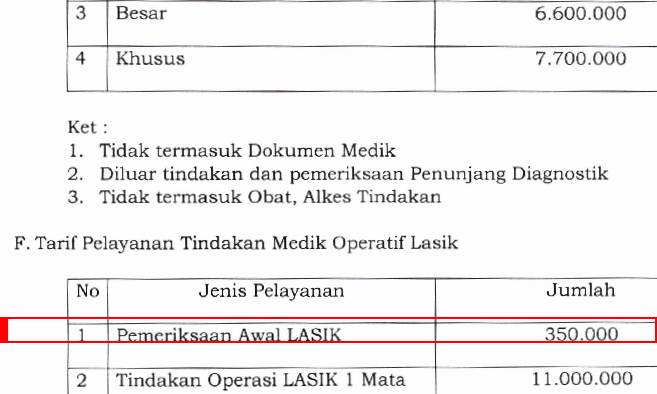 3 Besar 6.600.000
4 Khusus 7.700.000
Ket :
1. Tidak termasuk Dokumen Medik
2. Diluar tindakan dan pemeriksaan Penunjang Diagnostik
3. Tidak termasuk Obat, Alkes Tindakan
F. Tarif Pelayanan Tindakan Medik Operatif Lasik
No Jenis Pelayanan Jumlah
1 Pemeriksaan Awal LASIK 350.000
2 Tindakan Operasi LASIK 1 Mata 11.000.000